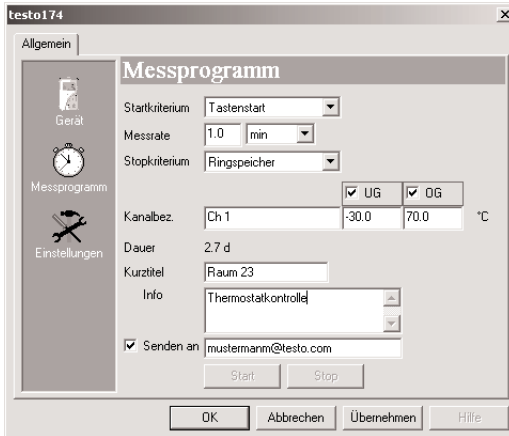 testo174
Allgemein
Gerät
Messprogramm
Einstellungen
Messprogramm
Startkriterium Tastenstart
Messrate 1.0 min
Stopkriterium Ringspeicher
UG OG
Kanalbez. Ch 1 -30.0 70.0 °C
Dauer 2.7 d
Kurztitel Raum 23
Info Thermostatkontrolle
Senden an mustermanm@testo.com
Start Stop
OK Abbrechen Übernehmen Hilfe